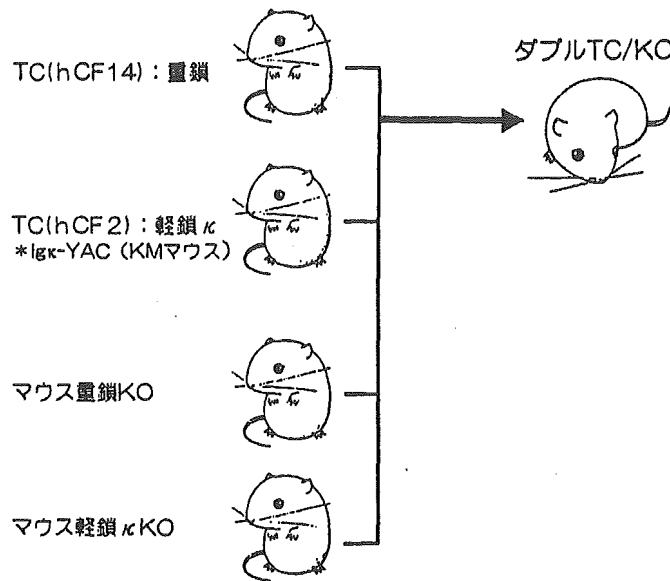 ダブルTC/KO
TC(hCF14)：重鎖
TC(hCF2)：軽鎖κ
*Igκ-YAC（KMマウス）
マウス重鎖KO
マウス軽鎖κKO